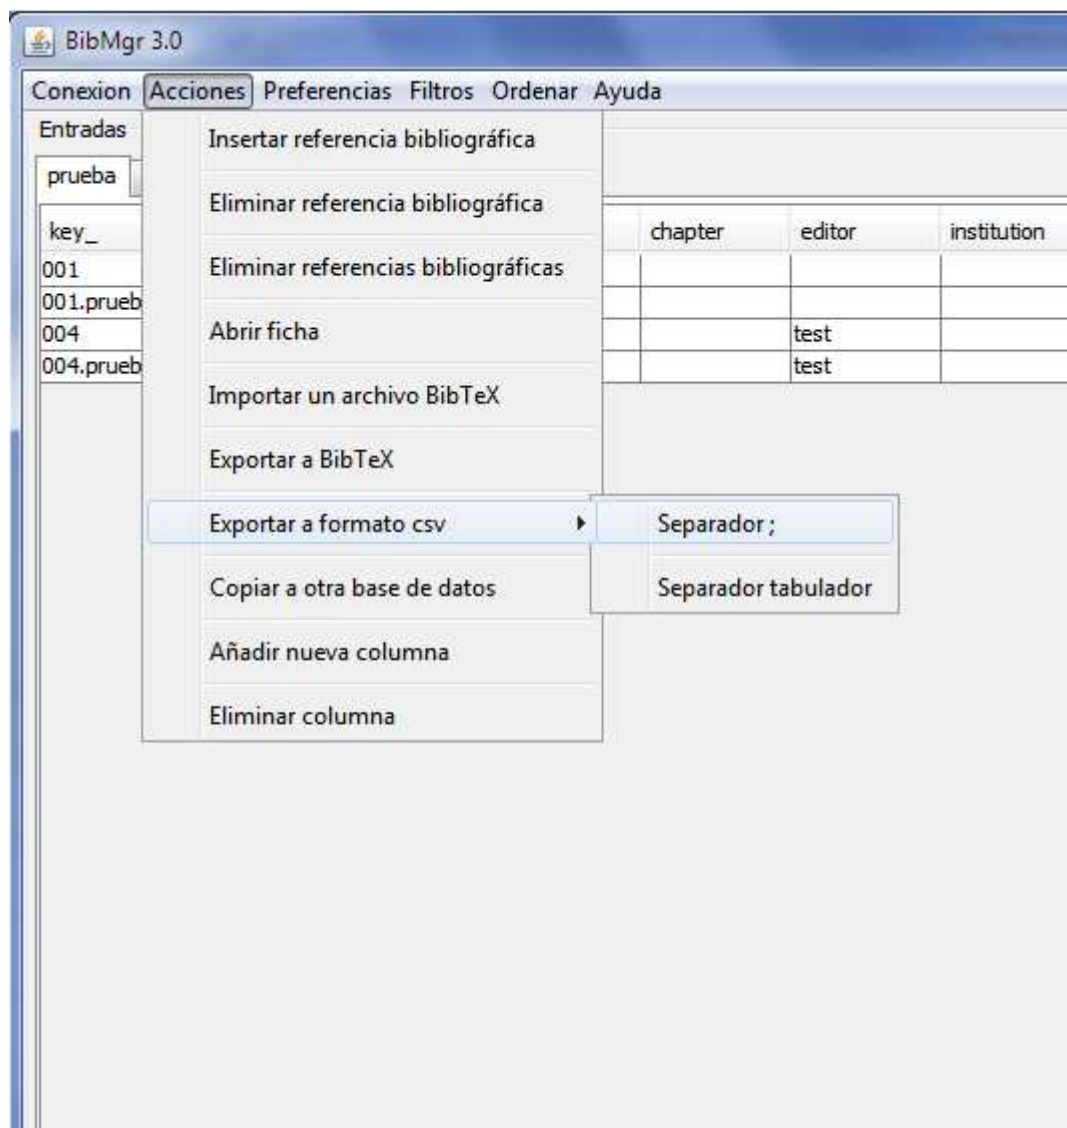 BibMgr 3.0
Conexion Acciones Preferencias Filtros Ordenar Ayuda
Entradas
prueba
Insertar referencia bibliográfica
Eliminar referencia bibliográfica
Eliminar referencias bibliográficas
Abrir ficha
Importar un archivo BibTeX
Exportar a BibTeX
Exportar a formato csv
Copiar a otra base de datos
Añadir nueva columna
Eliminar columna
Separador ;
Separador tabulador
key_ chapter editor institution
001
001.prueb
004 test
004.prueb test